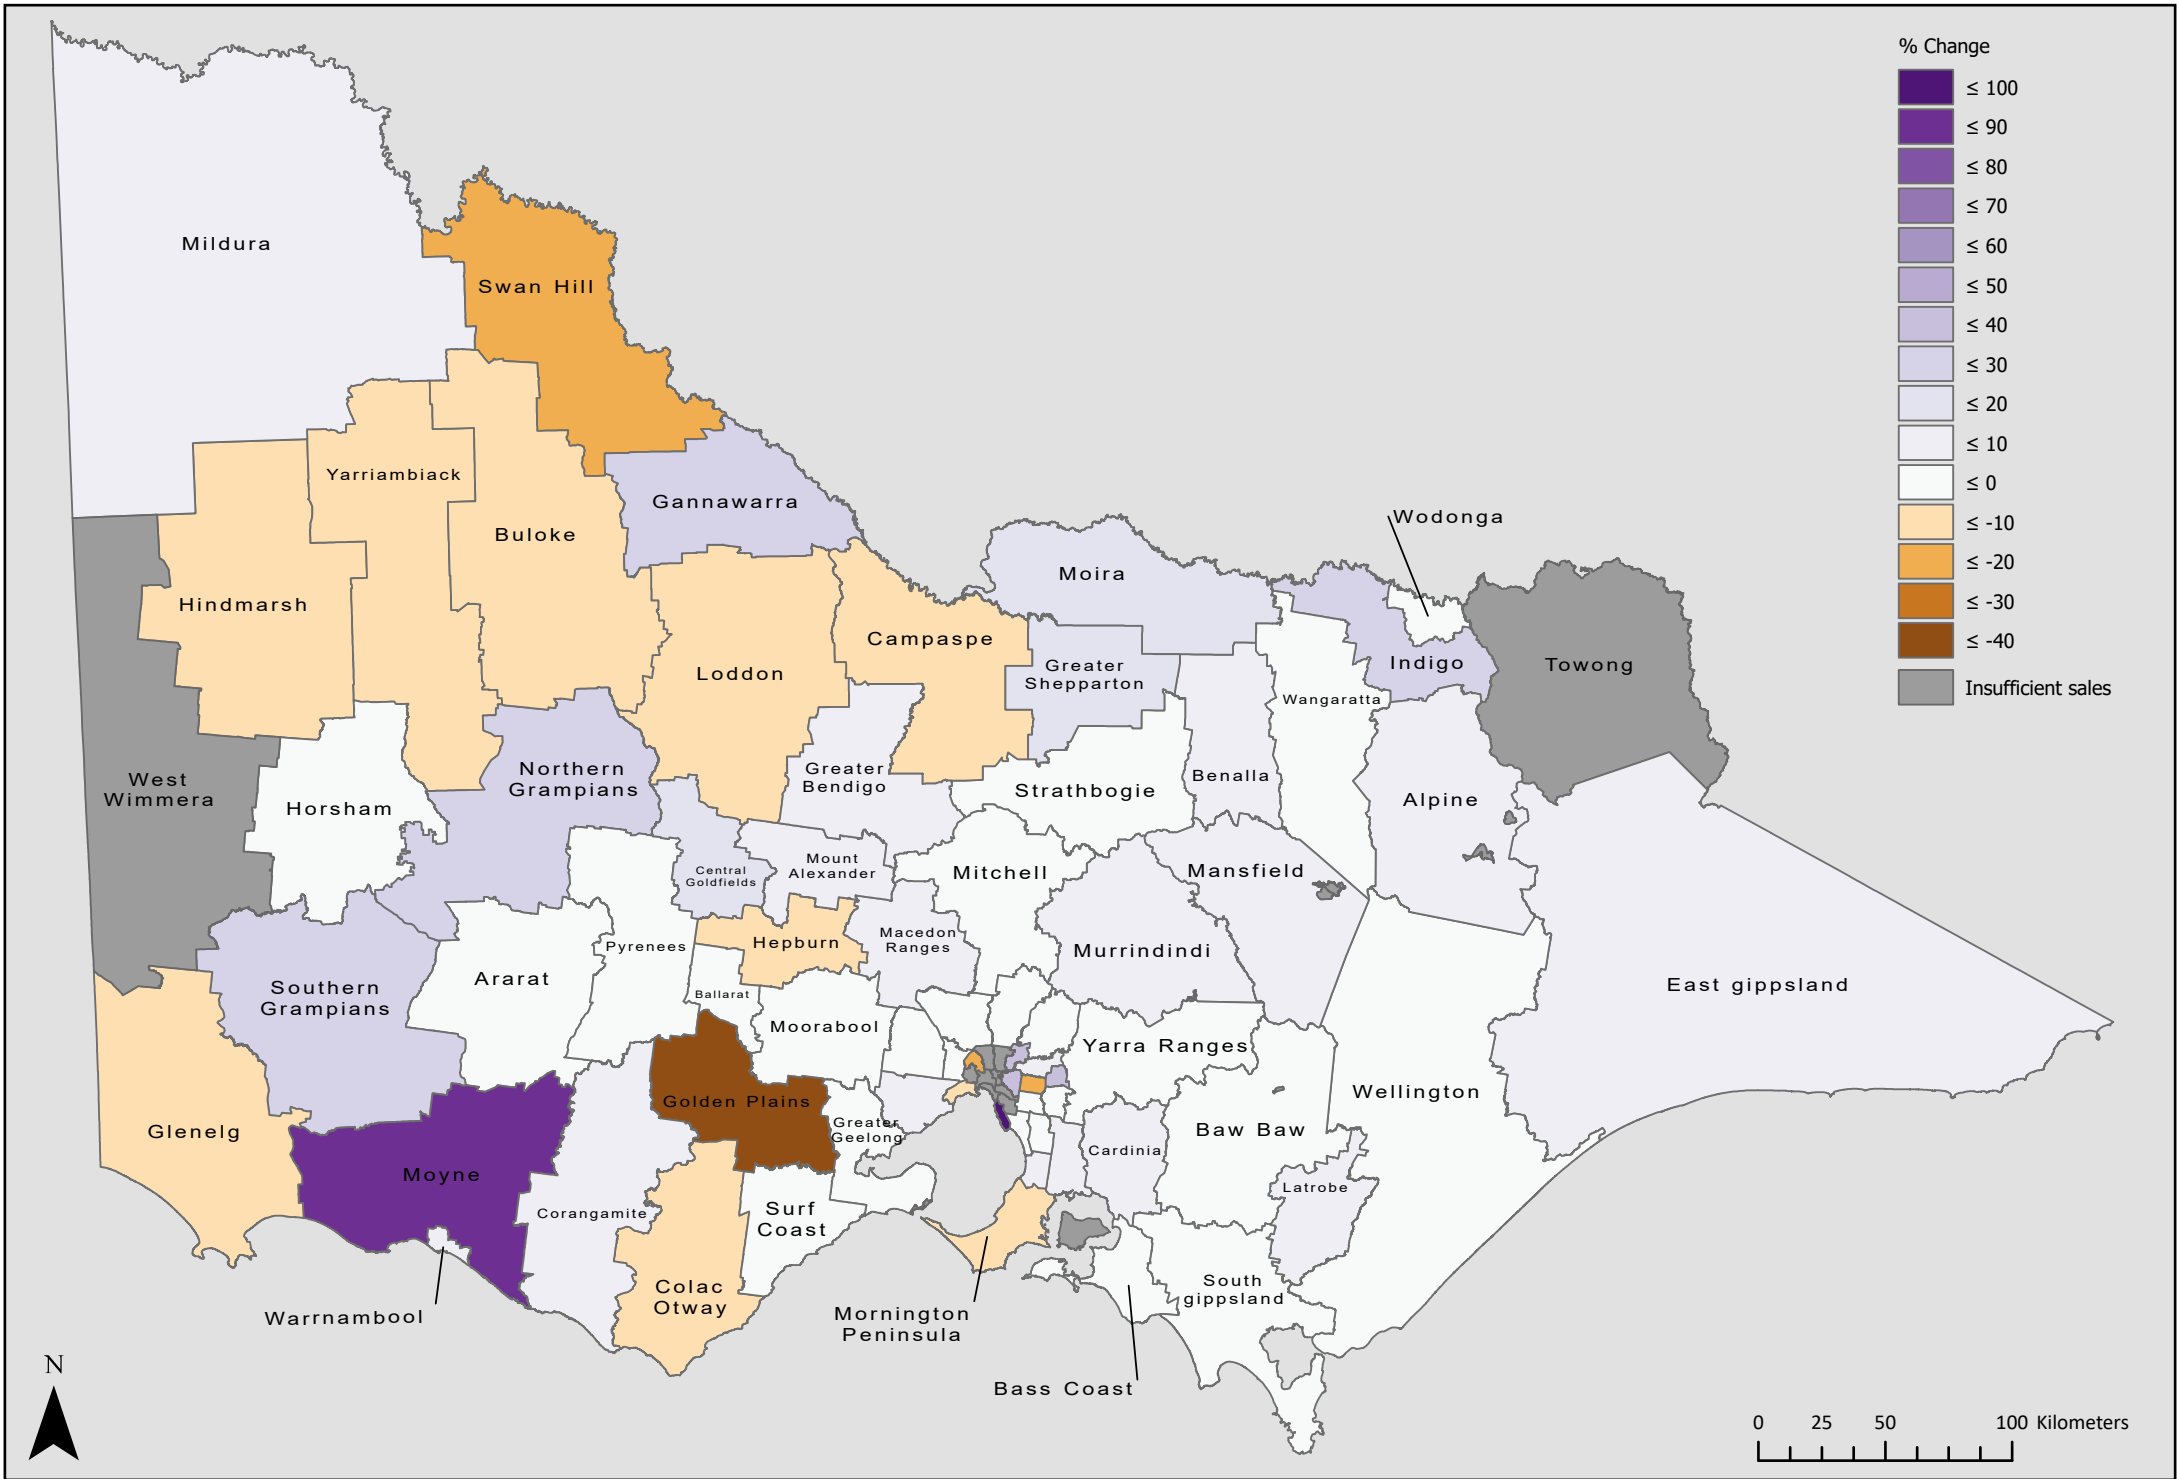 % Change
≤ 100
≤ 90
≤ 80
≤ 70
≤ 60
≤ 50
≤ 40
≤ 30
≤ 20
≤ 10
≤ 0
≤ -10
≤ -20
≤ -30
≤ -40
Insufficient sales
Mildura
Swan Hill
Yarriambiack
Gannawarra
Buloke
Wodonga
Moira
Hindmarsh
Campaspe
Loddon
Greater
Shepparton
Indigo
Towong
Wangaratta
West
Wimmera
Horsham
Northern
Grampians
Greater
Bendigo
Strathbogie
Benalla
Alpine
Central
Goldfields
Mount
Alexander
Mitchell
Mansfield
Southern
Grampians
Ararat
Pyrenees
Hepburn
Macedon
Ranges
Murrindindi
East gippsland
Ballarat
Moorabool
Yarra Ranges
Wellington
Golden Plains
Glenelg
Greater
Geelong
Cardinia
Baw Baw
Moyne
Latrobe
Corangamite
Surf
Coast
Colac
Otway
South
gippsland
Warrnambool
Mornington
Peninsula
Bass Coast
N
0 25 50 100 Kilometers